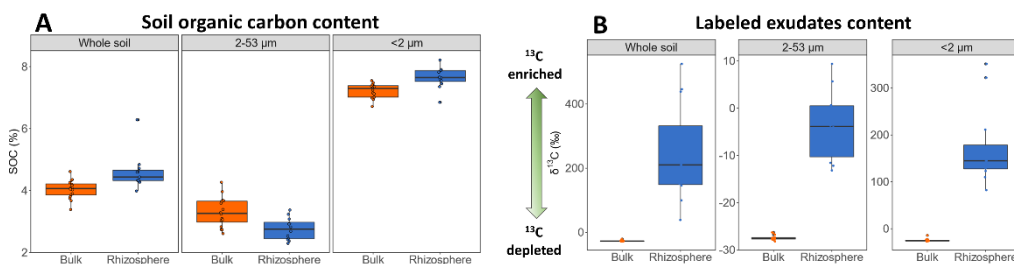 A
Soil organic carbon content
Whole soil
2-53 µm
<2 µm
SOC (%)
8
6
4
2
Bulk Rhizosphere
Bulk Rhizosphere
Bulk Rhizosphere
¹³C
enriched
¹³C
depleted
B
Labeled exudates content
Whole soil
2-53 µm
<2 µm
δ¹³C (‰)
400
200
0
10
-0
-10
-20
-30
300
200
100
0
Bulk Rhizosphere
Bulk Rhizosphere
Bulk Rhizosphere